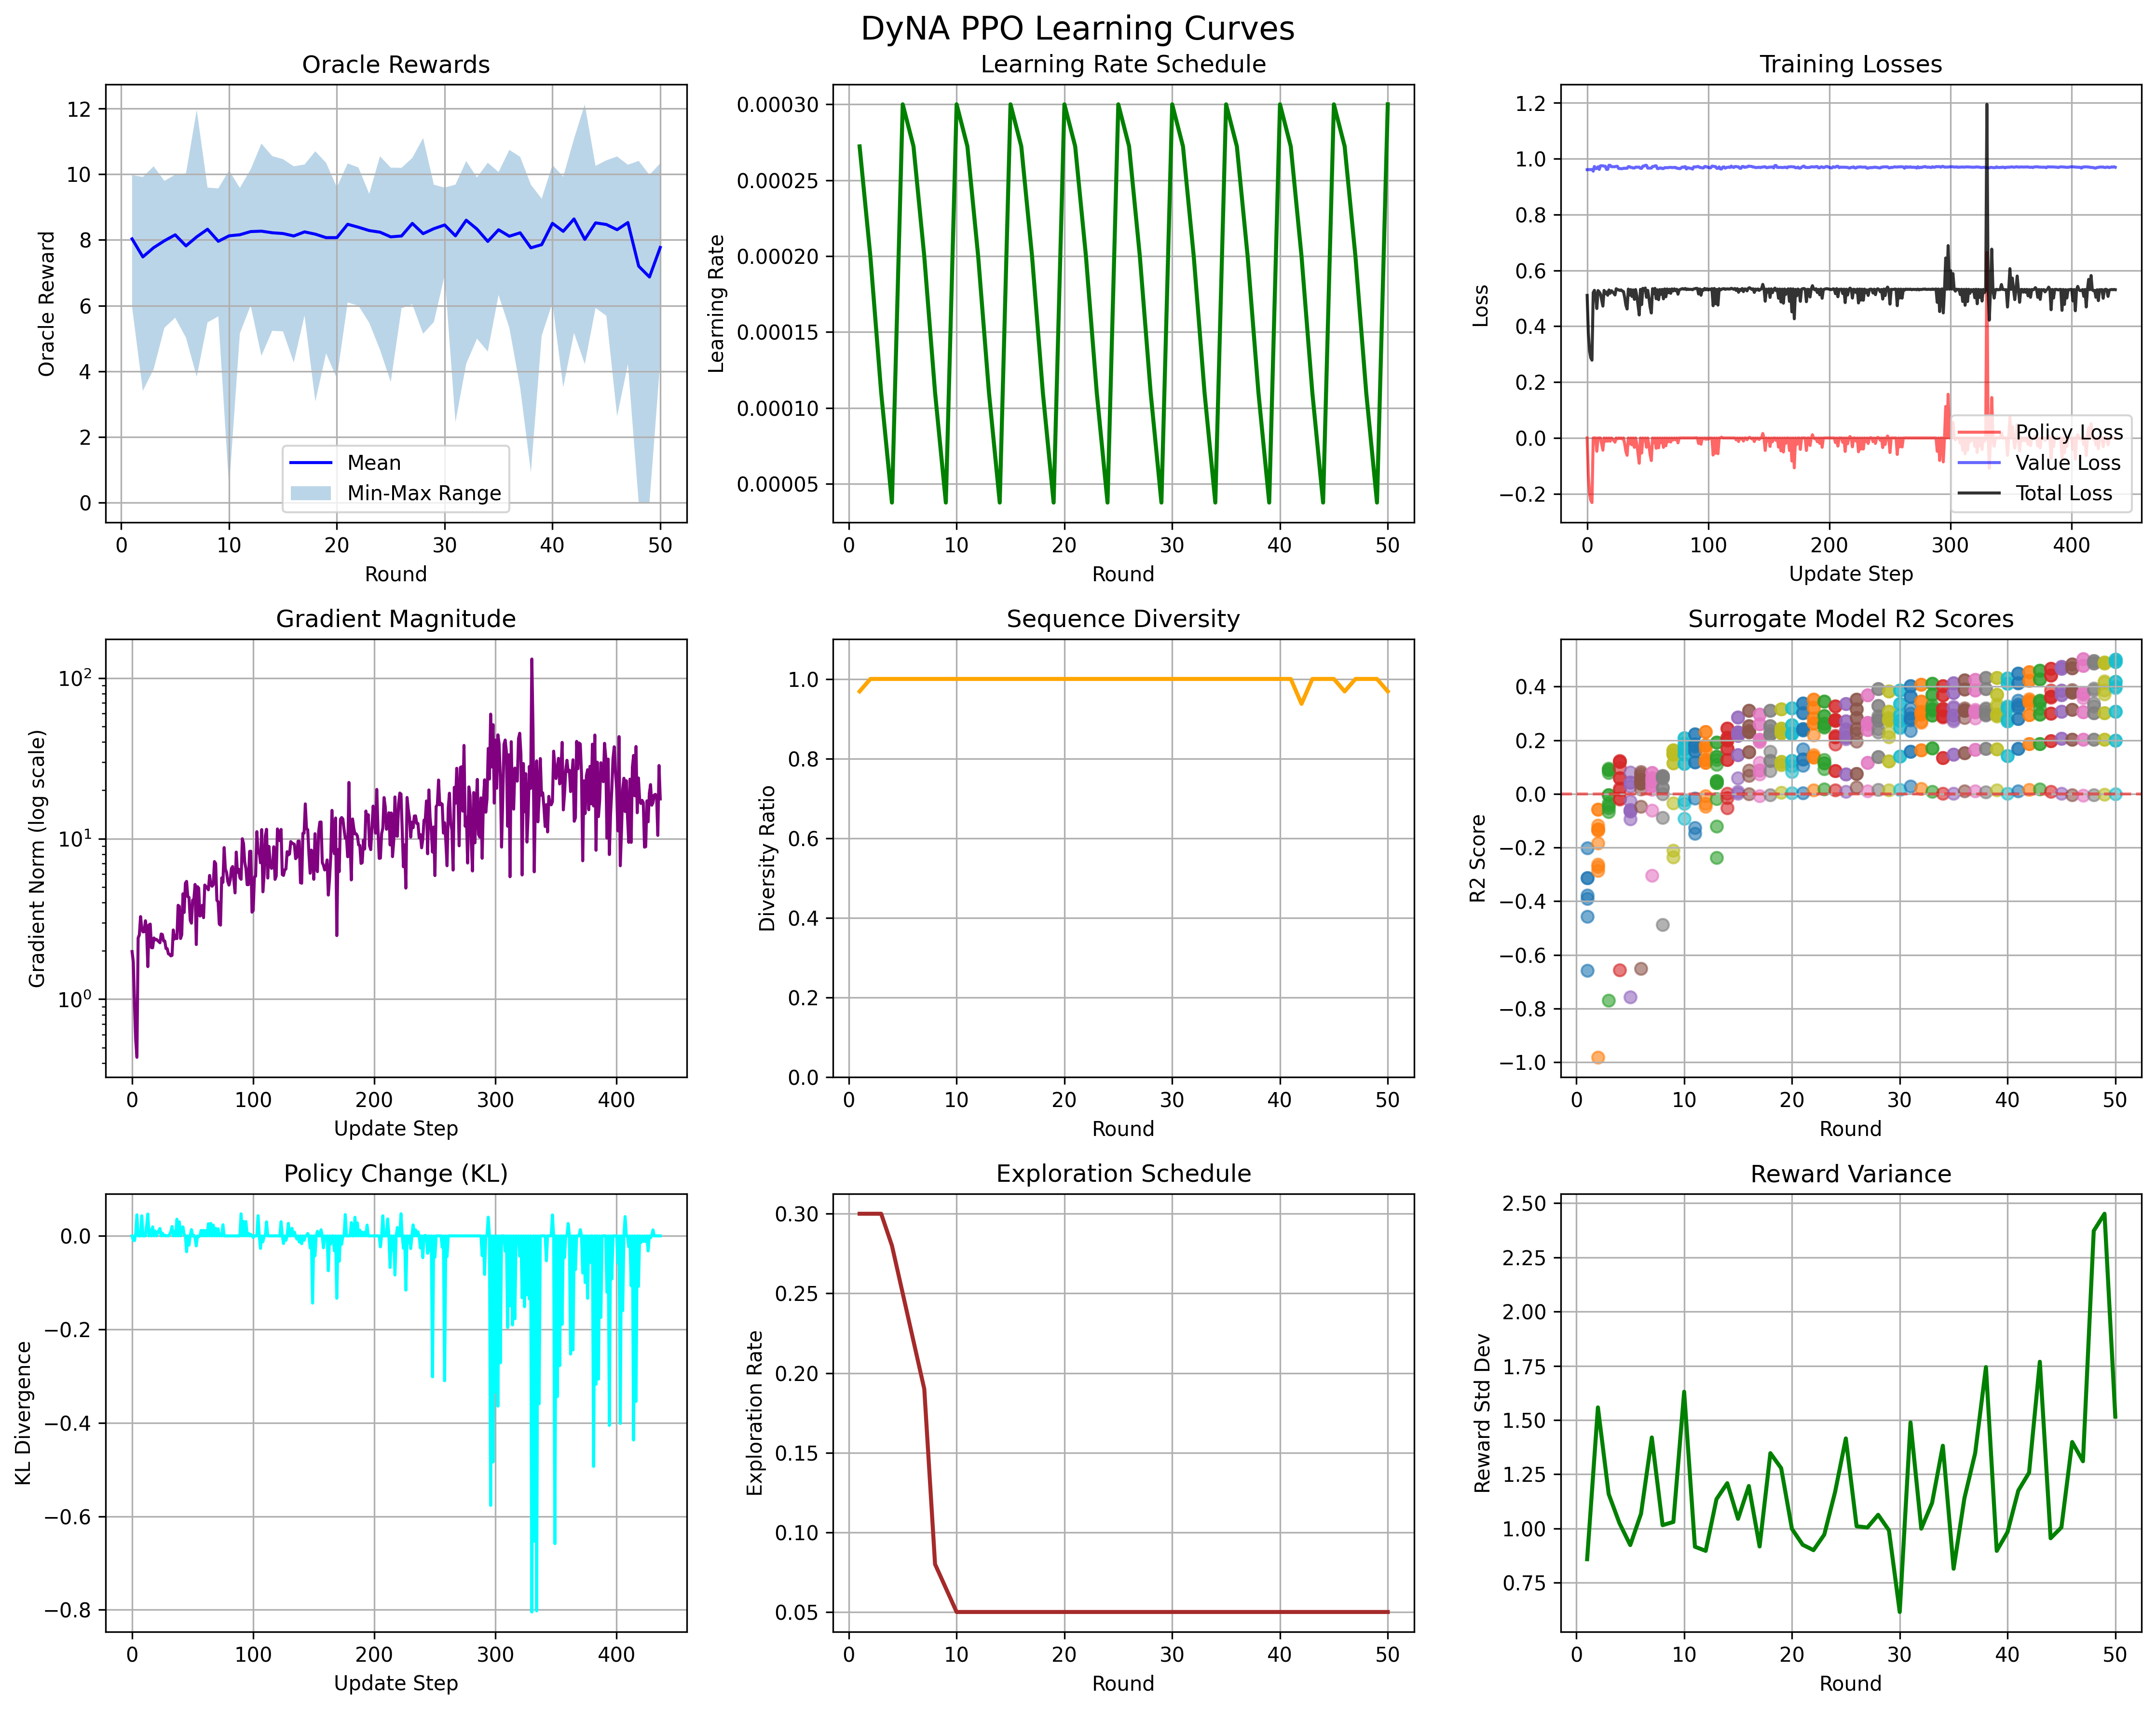 DyNA PPO Learning Curves
Oracle Rewards
Oracle Reward
12
10
8
6
4
2
0
Mean
Min-Max Range
0 10 20 30 40 50
Round
Learning Rate Schedule
Learning Rate
0.00030
0.00025
0.00020
0.00015
0.00010
0.00005
0 10 20 30 40 50
Round
Training Losses
Loss
1.2
1.0
0.8
0.6
0.4
0.2
0.0
−0.2
Policy Loss
Value Loss
Total Loss
0 100 200 300 400
Update Step
Gradient Magnitude
Gradient Norm (log scale)
10²
10¹
10⁰
0 100 200 300 400
Update Step
Sequence Diversity
Diversity Ratio
1.0
0.8
0.6
0.4
0.2
0.0
0 10 20 30 40 50
Round
Surrogate Model R2 Scores
R2 Score
0.4
0.2
0.0
−0.2
−0.4
−0.6
−0.8
−1.0
0 10 20 30 40 50
Round
Policy Change (KL)
KL Divergence
0.0
−0.2
−0.4
−0.6
−0.8
0 100 200 300 400
Update Step
Exploration Schedule
Exploration Rate
0.30
0.25
0.20
0.15
0.10
0.05
0 10 20 30 40 50
Round
Reward Variance
Reward Std Dev
2.50
2.25
2.00
1.75
1.50
1.25
1.00
0.75
0 10 20 30 40 50
Round